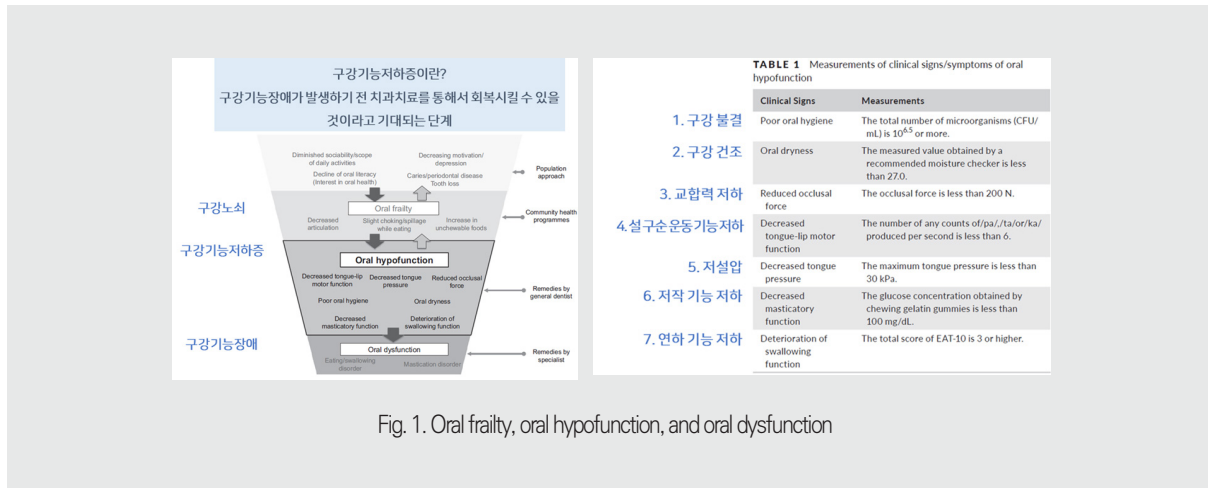 구강기능저하증이란?
구강기능장애가 발생하기 전 치과치료를 통해서 회복시킬 수 있을
것이라고 기대되는 단계
Diminished sociability/scope
of daily activities
Decreasing motivation/
depression
Decline of oral literacy
(Interest in oral health)
Caries/periodontal disease
Tooth loss
Population
approach
구강노쇠
Oral frailty
Decreased
articulation
Slight choking/spillage
while eating
Increase in
unchewable foods
Community health
programmes
구강기능저하증
Oral hypofunction
Decreased tongue-lip
motor function
Decreased tongue
pressure
Reduced occlusal
force
Poor oral hygiene
Oral dryness
Decreased
masticatory function
Deterioration of
swallowing function
Remedies by
general dentist
구강기능장애
Oral dysfunction
Eating/swallowing
disorder
Mastication disorder
Remedies by
specialist
TABLE 1 Measurements of clinical signs/symptoms of oral
hypofunction
Clinical Signs Measurements
1. 구강 불결 Poor oral hygiene The total number of microorganisms (CFU/
mL) is 10^6.5 or more.
2. 구강 건조 Oral dryness The measured value obtained by a
recommended moisture checker is less
than 27.0.
3. 교합력 저하 Reduced occlusal The occlusal force is less than 200 N.
force
4.설구순운동기능저하 Decreased The number of any counts of/pa/,/ta/or/ka/
tongue-lip motor produced per second is less than 6.
function
5. 저설압 Decreased tongue The maximum tongue pressure is less than
pressure 30 kPa.
6. 저작 기능 저하 Decreased The glucose concentration obtained by
masticatory chewing gelatin gummies is less than
function 100 mg/dL.
7. 연하 기능 저하 Deterioration of The total score of EAT-10 is 3 or higher.
swallowing
function
Fig. 1. Oral frailty, oral hypofunction, and oral dysfunction